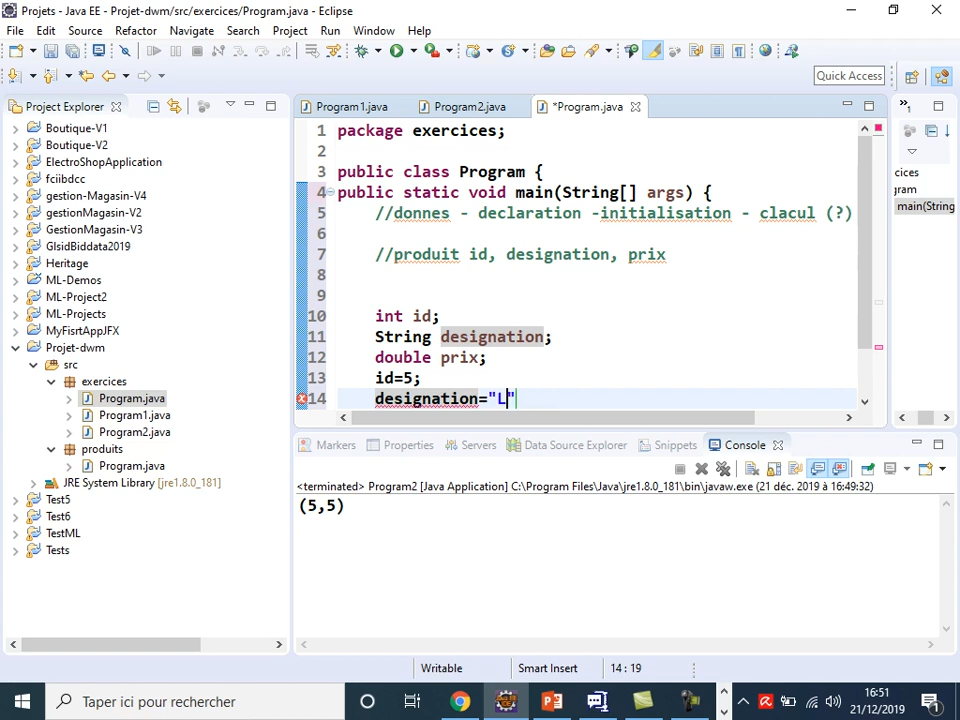 Projets - Java EE - Projet-dwm/src/exercices/Program.java - Eclipse
File Edit Source Refactor Navigate Search Project Run Window Help
Quick Access
Project Explorer
Program1.java
Program2.java
*Program.java
Boutique-V1
Boutique-V2
ElectroShopApplication
fciibdcc
gestion-Magasin-V4
gestionMagasin-V2
GestionMagasin-V3
GlsidBiddata2019
Heritage
ML-Demos
ML-Project2
ML-Projects
MyFisrtAppJFX
Projet-dwm
src
exercices
Program.java
Program1.java
Program2.java
produits
Program.java
JRE System Library [jre1.8.0_181]
Test5
Test6
TestML
Tests
1 package exercices;
2
3 public class Program {
4 public static void main(String[] args) {
5 //donnes - declaration -initialisation - clacul (?)
6
7 //produit id, designation, prix
8
9
10 int id;
11 String designation;
12 double prix;
13 id=5;
14 designation="L"
»1
cices
gram
main(String
Markers Properties Servers Data Source Explorer Snippets Console
<terminated> Program2 [Java Application] C:\Program Files\Java\jre1.8.0_181\bin\javaw.exe (21 déc. 2019 à 16:49:32)
(5,5)
Writable Smart Insert 14 : 19
Taper ici pour rechercher
16:51
21/12/2019
1